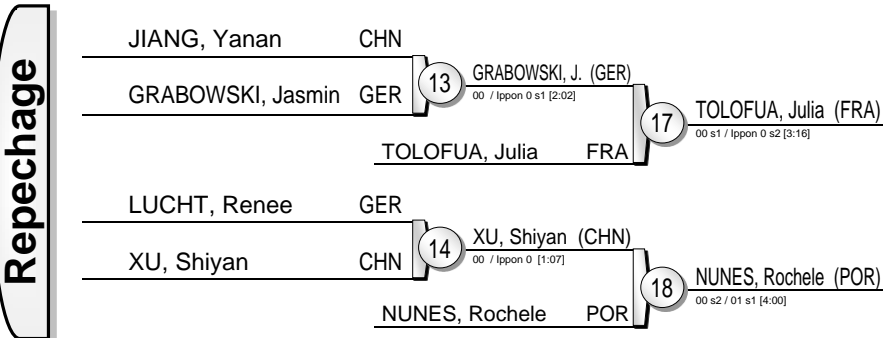 Repechage
JIANG, Yanan CHN
GRABOWSKI, Jasmin GER
13
GRABOWSKI, J. (GER)
00 / Ippon 0 s1 [2:02]
TOLOFUA, Julia FRA
17
TOLOFUA, Julia (FRA)
00 s1 / Ippon 0 s2 [3:16]
LUCHT, Renee GER
XU, Shiyan CHN
14
XU, Shiyan (CHN)
00 / Ippon 0 [1:07]
NUNES, Rochele POR
18
NUNES, Rochele (POR)
00 s2 / 01 s1 [4:00]